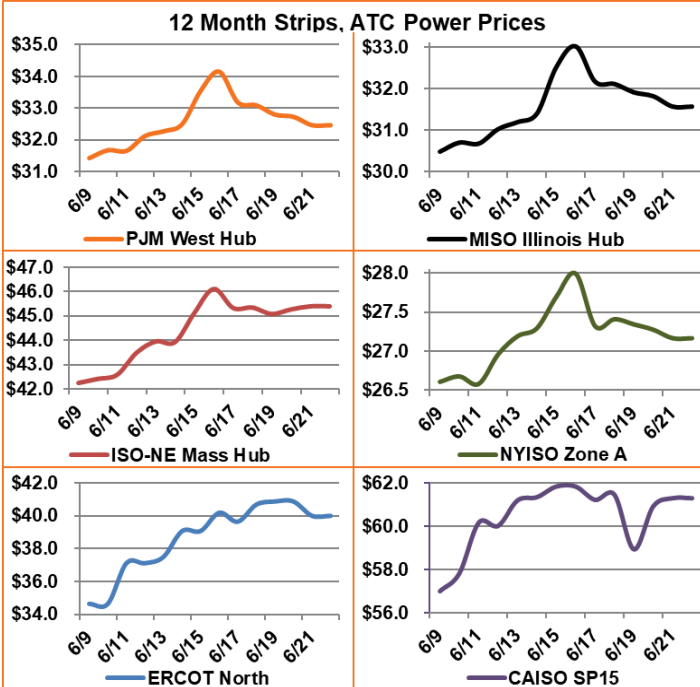 12 Month Strips, ATC Power Prices
$35.0
$34.0
$33.0
$32.0
$31.0
6/9 6/11 6/13 6/15 6/17 6/19 6/21
PJM West Hub
$33.0
$32.0
$31.0
$30.0
6/9 6/11 6/13 6/15 6/17 6/19 6/21
MISO Illinois Hub
$47.0
$46.0
$45.0
$44.0
$43.0
$42.0
6/9 6/11 6/13 6/15 6/17 6/19 6/21
ISO-NE Mass Hub
$28.0
$27.5
$27.0
$26.5
6/9 6/11 6/13 6/15 6/17 6/19 6/21
NYISO Zone A
$42.0
$40.0
$38.0
$36.0
$34.0
6/9 6/11 6/13 6/15 6/17 6/19 6/21
ERCOT North
$62.0
$60.0
$58.0
$56.0
6/9 6/11 6/13 6/15 6/17 6/19 6/21
CAISO SP15